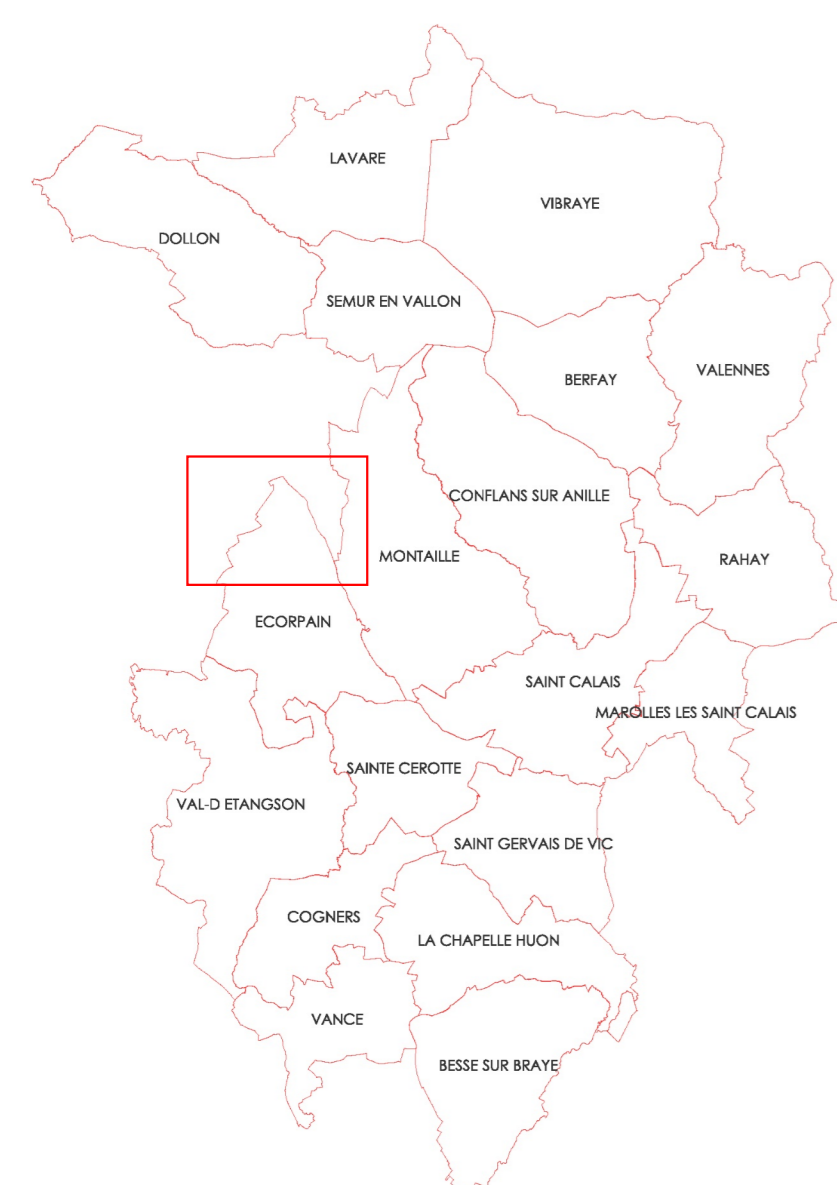 LAVARE
VIBRAYE
DOLLON
SEMUR EN VALLON
VALENNES
BERFAY
CONFLANS SUR ANILLE
MONTAILLE
RAHAY
ECORPAIN
SAINT CALAIS
MAROLLES LES SAINT CALAIS
SAINTE CEROTTE
VAL-D ETANGSON
SAINT GERVAIS DE VIC
COGNERS
LA CHAPELLE HUON
VANCE
BESSE SUR BRAYE